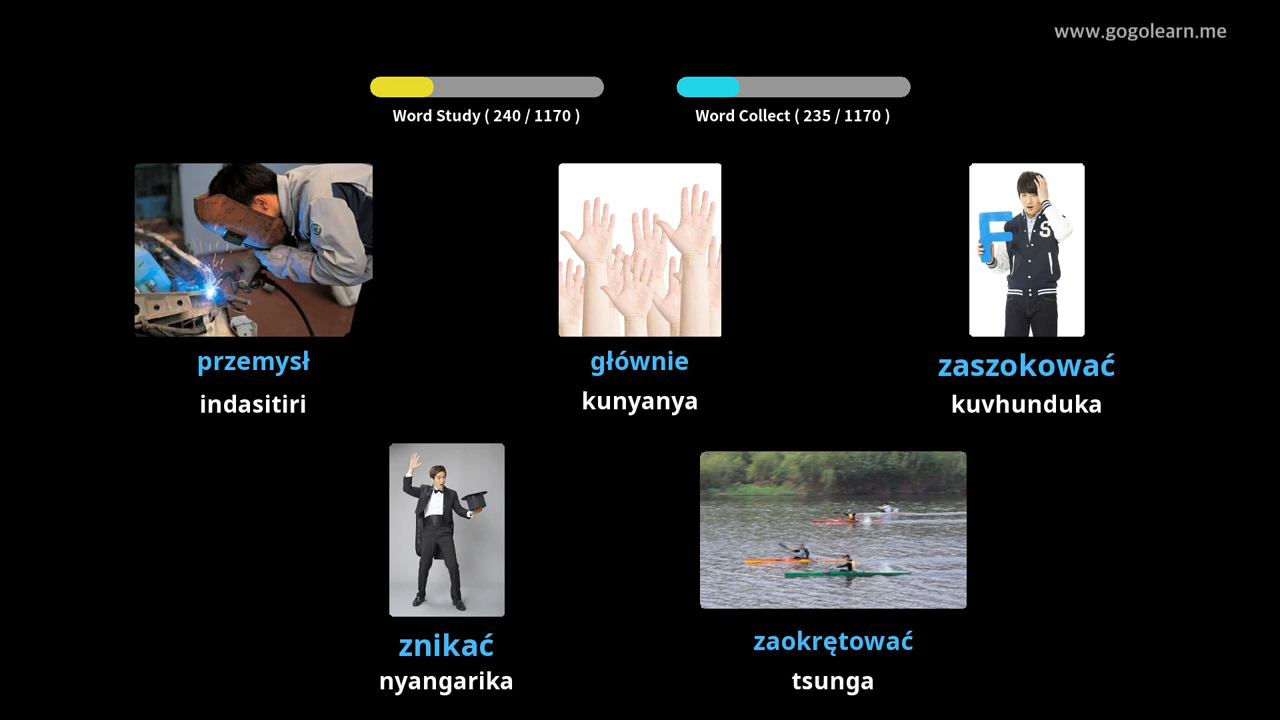 www.gogolearn.me
Word Study ( 240 / 1170 )
Word Collect ( 235 / 1170 )
przemysł
indasitiri
głównie
kunyanya
F
S
zaszokować
kuvhunduka
znikać
nyangarika
zaokrętować
tsunga